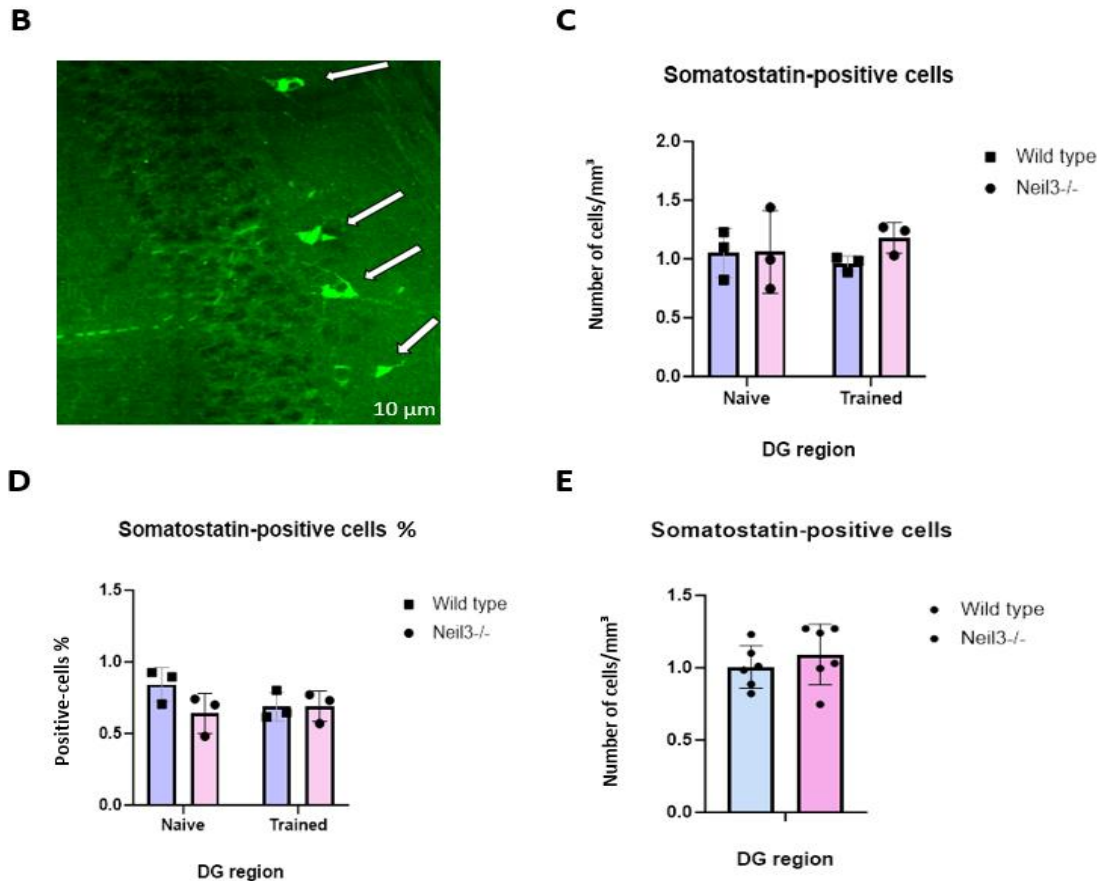 B
10 µm
C
Somatostatin-positive cells
Number of cells/mm³
2.0
1.5
1.0
0.5
0.0
Naive Trained
DG region
Wild type
Neil3-/-
D
Somatostatin-positive cells %
Positive-cells %
1.5
1.0
0.5
0.0
Naive Trained
DG region
Wild type
Neil3-/-
E
Somatostatin-positive cells
Number of cells/mm³
1.5
1.0
0.5
0.0
DG region
Wild type
Neil3-/-